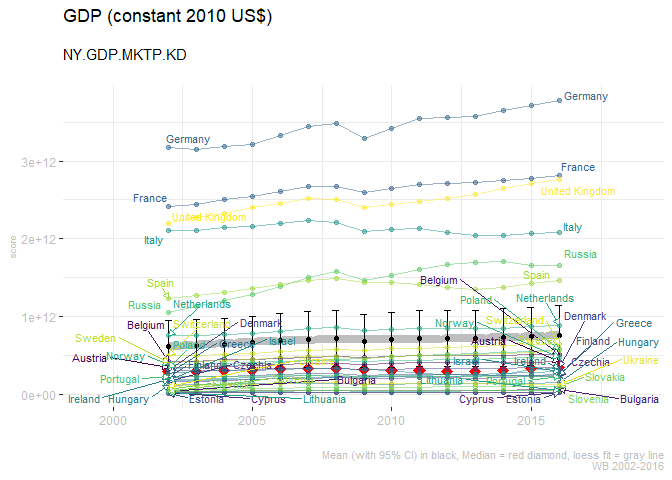 GDP (constant 2010 US$)
NY.GDP.MKTP.KD
Germany
Germany
3e+12
France
France
United Kingdom
United Kingdom
Italy
Italy
2e+12
Russia
Spain
Spain
Belgium
Poland
Netherlands
Russia
Netherlands
1e+12
Belgium
Switzerland
Denmark
Norway
Switzerland
Denmark
Greece
Sweden
Norway
Poland
Greece
Israel
Austria
Finland
Hungary
Austria
Czechia
Israel
Ireland
Czechia
Ukraine
Portugal
Bulgaria
Lithuania
Portugal
Slovakia
0e+00
Ireland
Hungary
Estonia
Cyprus
Lithuania
Cyprus
Estonia
Slovenia
Bulgaria
score
2000
2005
2010
2015
Mean (with 95% CI) in black, Median = red diamond, loess fit = gray line
WB 2002-2016